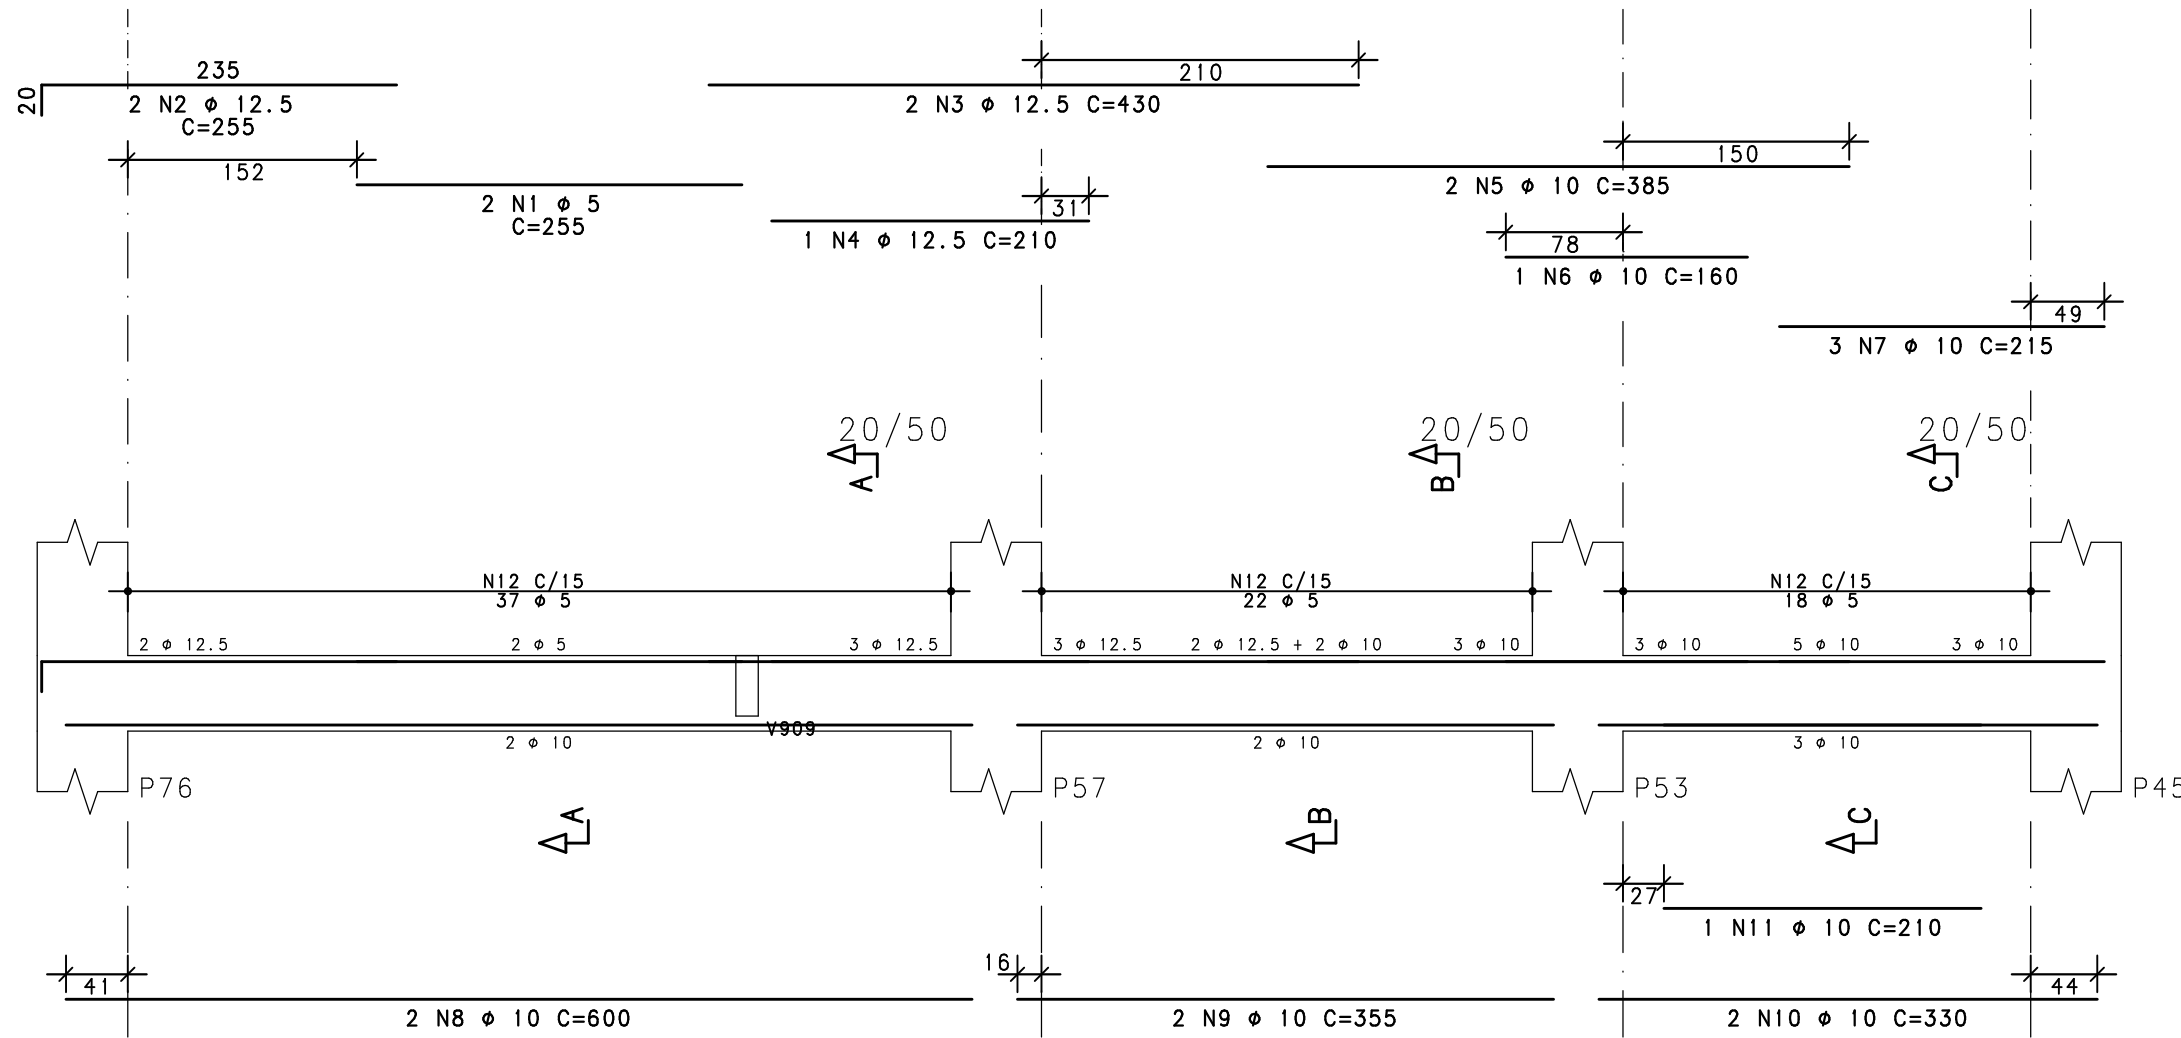 235
20
2 N2 φ 12.5
C=255
210
2 N3 φ 12.5 C=430
152
2 N1 φ 5
C=255
31
1 N4 φ 12.5 C=210
150
2 N5 φ 10 C=385
78
1 N6 φ 10 C=160
49
3 N7 φ 10 C=215
20/50
A
20/50
B
20/50
C
N12 C/15
37 φ 5
N12 C/15
22 φ 5
N12 C/15
18 φ 5
2 φ 12.5
2 φ 5
3 φ 12.5
3 φ 12.5
2 φ 12.5 + 2 φ 10
3 φ 10
3 φ 10
5 φ 10
3 φ 10
V909
2 φ 10
2 φ 10
3 φ 10
P76
P57
P53
P45
A
B
C
27
1 N11 φ 10 C=210
41
2 N8 φ 10 C=600
16
2 N9 φ 10 C=355
44
2 N10 φ 10 C=330